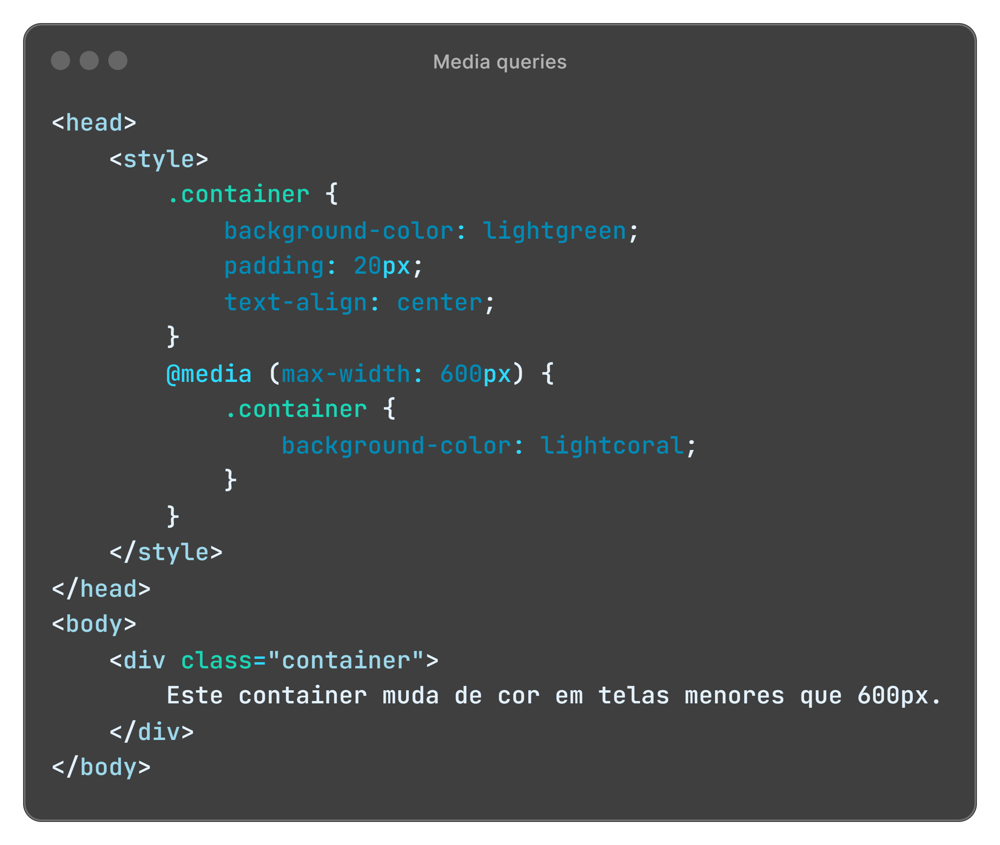 Media queries
<head>
    <style>
        .container {
            background-color: lightgreen;
            padding: 20px;
            text-align: center;
        }
        @media (max-width: 600px) {
            .container {
                background-color: lightcoral;
            }
        }
    </style>
</head>
<body>
    <div class="container">
        Este container muda de cor em telas menores que 600px.
    </div>
</body>